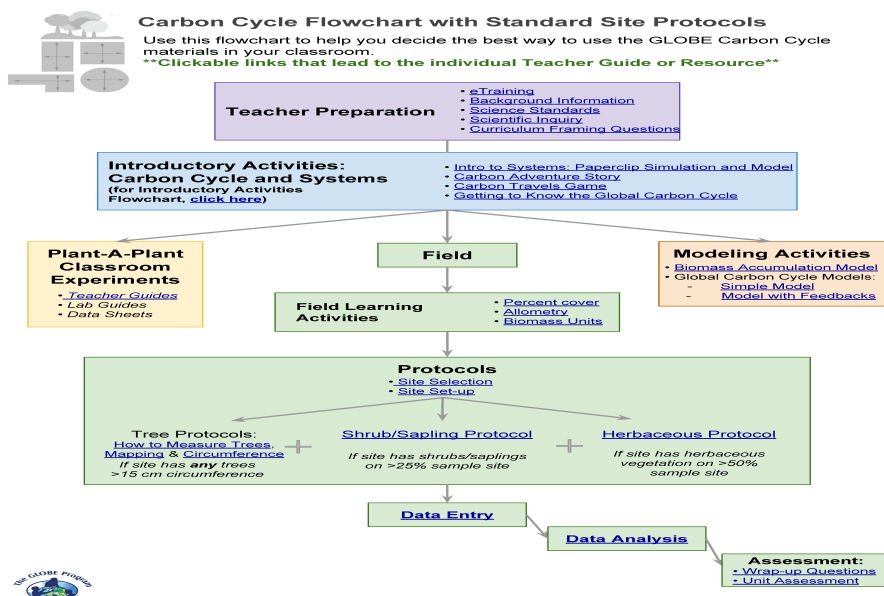 Carbon Cycle Flowchart with Standard Site Protocols
Use this flowchart to help you decide the best way to use the GLOBE Carbon Cycle
materials in your classroom.
**Clickable links that lead to the individual Teacher Guide or Resource**
Teacher Preparation
• eTraining
• Background Information
• Science Standards
• Scientific Inquiry
• Curriculum Framing Questions
Introductory Activities:
Carbon Cycle and Systems
(for Introductory Activities
Flowchart, click here)
• Intro to Systems: Paperclip Simulation and Model
• Carbon Adventure Story
• Carbon Travels Game
• Getting to Know the Global Carbon Cycle
Plant-A-Plant
Classroom
Experiments
• Teacher Guides
• Lab Guides
• Data Sheets
Field
Modeling Activities
• Biomass Accumulation Model
• Global Carbon Cycle Models:
- Simple Model
- Model with Feedbacks
Field Learning
Activities
• Percent cover
• Allometry
• Biomass Units
Protocols
• Site Selection
• Site Set-up
Tree Protocols:
How to Measure Trees,
Mapping & Circumference
If site has any trees
>15 cm circumference
+
Shrub/Sapling Protocol
If site has shrubs/saplings
on >25% sample site
+
Herbaceous Protocol
If site has herbaceous
vegetation on >50%
sample site
Data Entry
Data Analysis
Assessment:
• Wrap-up Questions
• Unit Assessment
The GLOBE Program